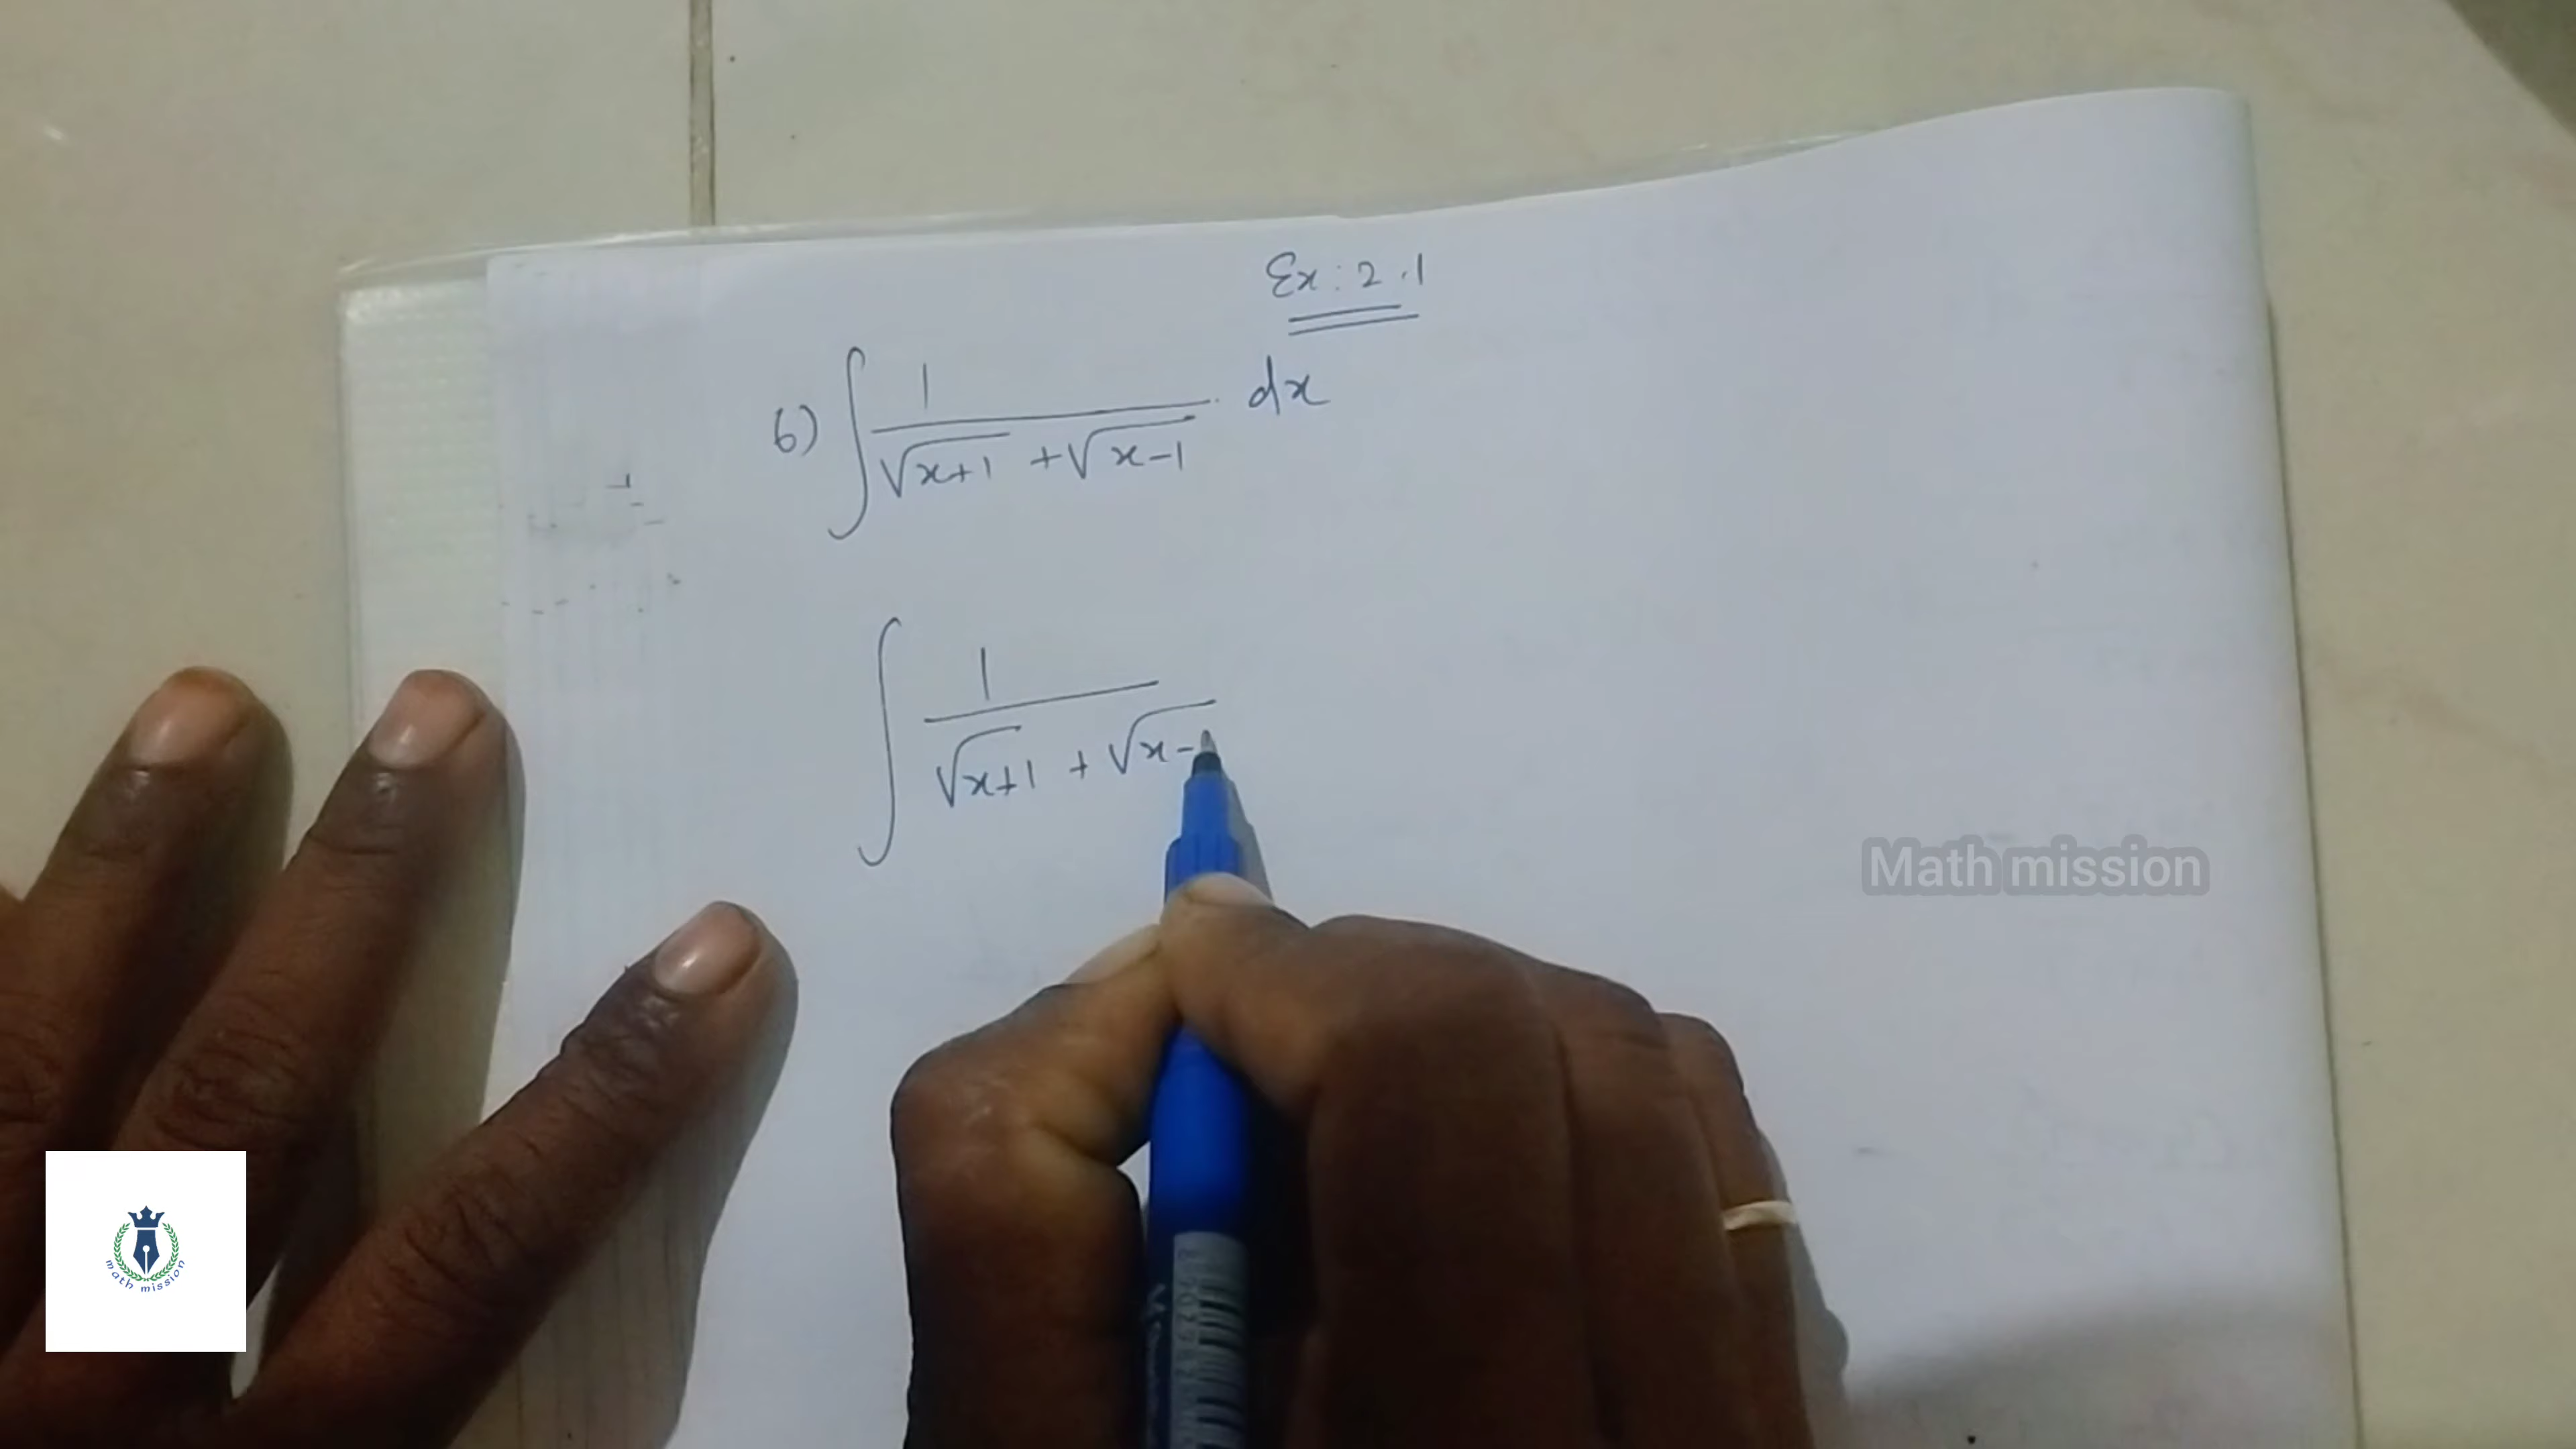 Ex: 2.1
6) ∫ 1/(√(x+1) + √(x-1)) dx
∫ 1/(√(x+1) + √(x-
Math mission
math mission